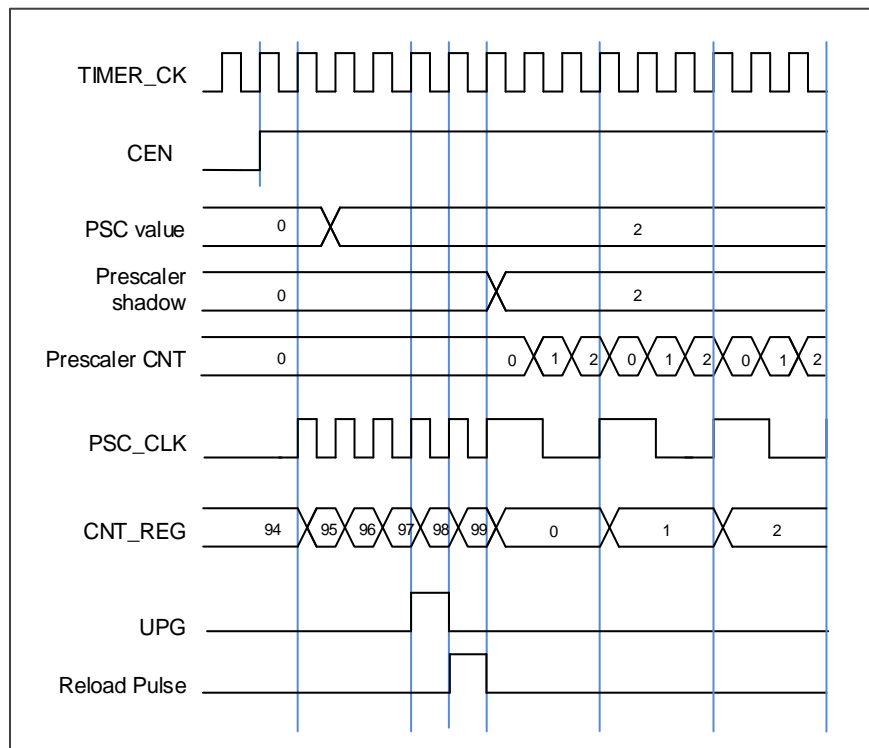 TIMER_CK
CEN
PSC value 0 2
Prescaler
shadow 0 2
Prescaler CNT 0 0 1 2 0 1 2 0 1 2
PSC_CLK
CNT_REG 94 95 96 97 98 99 0 1 2
UPG
Reload Pulse